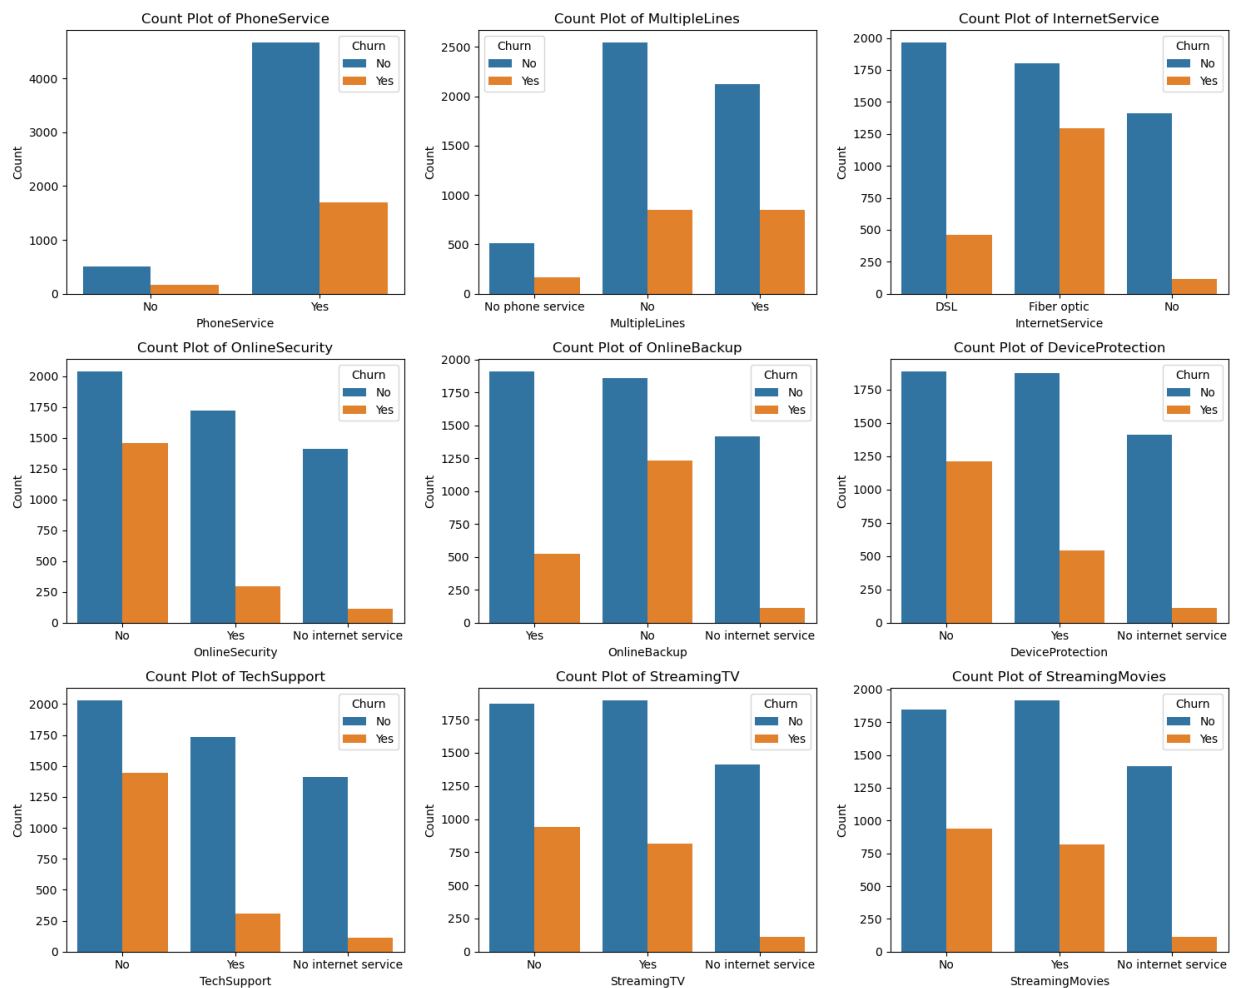 Count Plot of PhoneService
Count
4000
3000
2000
1000
0
Churn
No
Yes
No Yes
PhoneService
Count Plot of MultipleLines
Count
2500
2000
1500
1000
500
0
Churn
No
Yes
No phone service No Yes
MultipleLines
Count Plot of InternetService
Count
2000
1750
1500
1250
1000
750
500
250
0
Churn
No
Yes
DSL Fiber optic No
InternetService
Count Plot of OnlineSecurity
Count
2000
1750
1500
1250
1000
750
500
250
0
Churn
No
Yes
No Yes No internet service
OnlineSecurity
Count Plot of OnlineBackup
Count
2000
1750
1500
1250
1000
750
500
250
0
Churn
No
Yes
Yes No No internet service
OnlineBackup
Count Plot of DeviceProtection
Count
1750
1500
1250
1000
750
500
250
0
Churn
No
Yes
No Yes No internet service
DeviceProtection
Count Plot of TechSupport
Count
2000
1750
1500
1250
1000
750
500
250
0
Churn
No
Yes
No Yes No internet service
TechSupport
Count Plot of StreamingTV
Count
1750
1500
1250
1000
750
500
250
0
Churn
No
Yes
No Yes No internet service
StreamingTV
Count Plot of StreamingMovies
Count
2000
1750
1500
1250
1000
750
500
250
0
Churn
No
Yes
No Yes No internet service
StreamingMovies